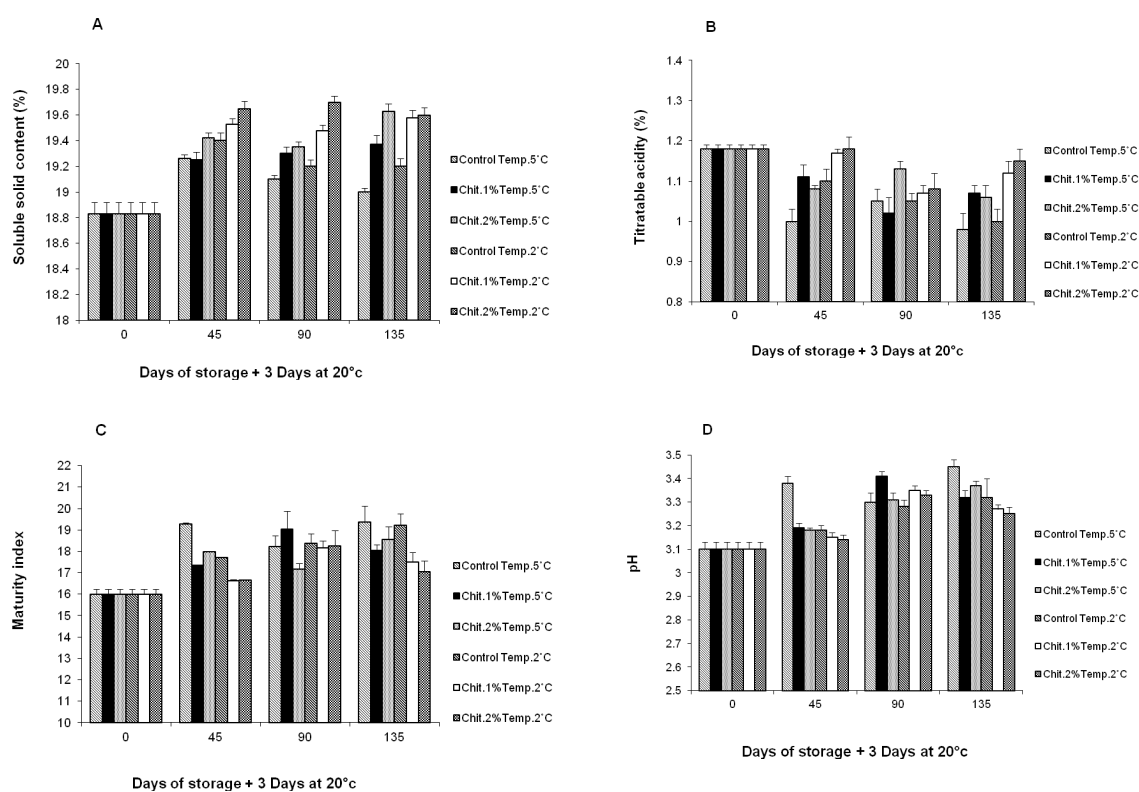 A
Soluble solid content (%)
20
19.8
19.6
19.4
19.2
19
18.8
18.6
18.4
18.2
18
0
45
90
135
Days of storage + 3 Days at 20°c
Control Temp.5˚C
Chit.1%Temp.5˚C
Chit.2%Temp.5˚C
Control Temp.2˚C
Chit.1%Temp.2˚C
Chit.2%Temp.2˚C
B
Titratable acidity (%)
1.4
1.3
1.2
1.1
1
0.9
0.8
0
45
90
135
Days of storage + 3 Days at 20°c
Control Temp.5˚C
Chit.1%Temp.5˚C
Chit.2%Temp.5˚C
Control Temp.2˚C
Chit.1%Temp.2˚C
Chit.2%Temp.2˚C
C
Maturity index
22
21
20
19
18
17
16
15
14
13
12
11
10
0
45
90
135
Days of storage + 3 Days at 20°c
Control Temp.5˚C
Chit.1%Temp.5˚C
Chit.2%Temp.5˚C
Control Temp.2˚C
Chit.1%Temp.2˚C
Chit.2%Temp.2˚C
D
pH
3.5
3.4
3.3
3.2
3.1
3
2.9
2.8
2.7
2.6
2.5
0
45
90
135
Days of storage + 3 Days at 20°c
Control Temp.5˚C
Chit.1%Temp.5˚C
Chit.2%Temp.5˚C
Control Temp.2˚C
Chit.1%Temp.2˚C
Chit.2%Temp.2˚C